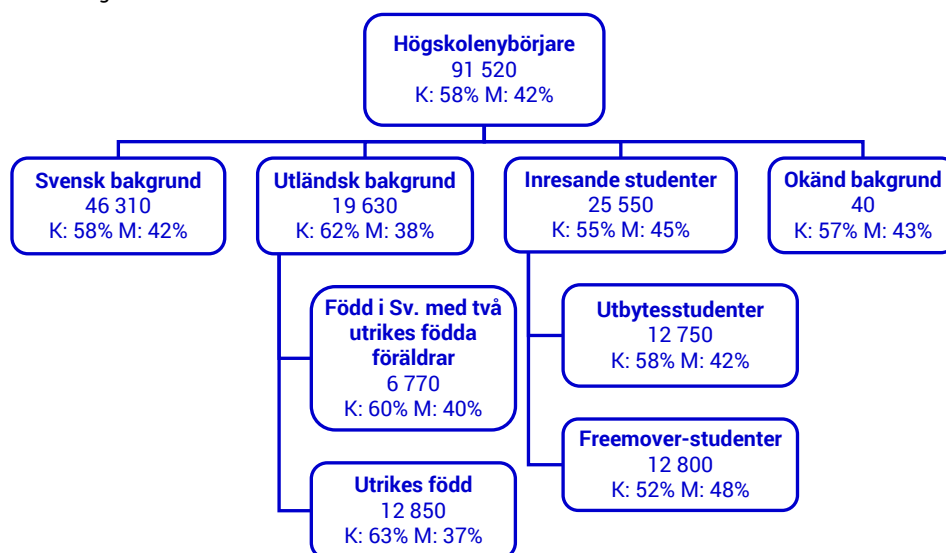 Högskolenybörjare
91 520
K: 58% M: 42%
Svensk bakgrund
46 310
K: 58% M: 42%
Utländsk bakgrund
19 630
K: 62% M: 38%
Inresande studenter
25 550
K: 55% M: 45%
Okänd bakgrund
40
K: 57% M: 43%
Född i Sv. med två
utrikes födda
föräldrar
6 770
K: 60% M: 40%
Utrikes född
12 850
K: 63% M: 37%
Utbytesstudenter
12 750
K: 58% M: 42%
Freemover-studenter
12 800
K: 52% M: 48%